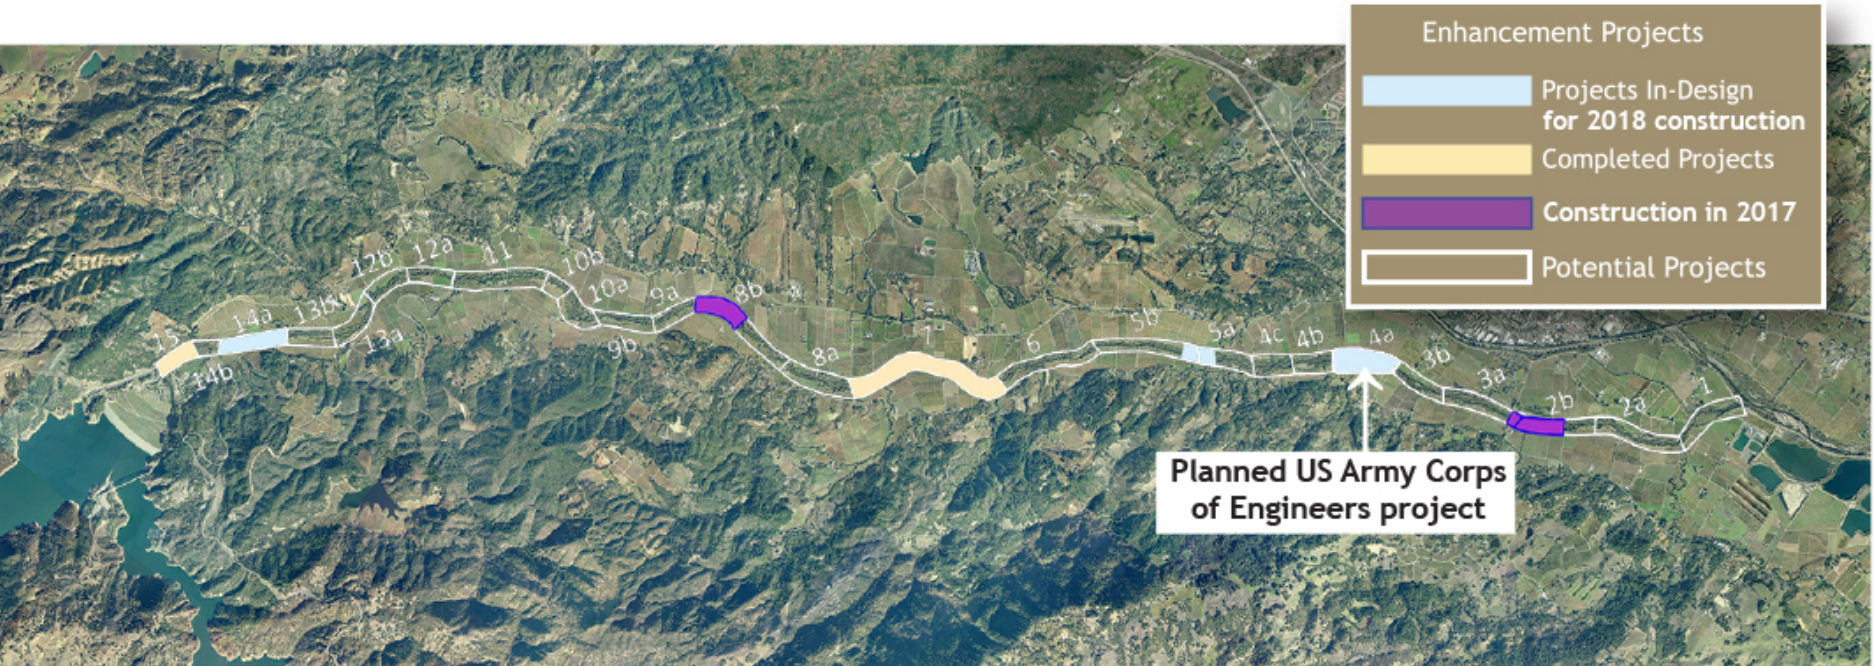 Enhancement Projects
Projects In-Design
for 2018 construction
Completed Projects
Construction in 2017
Potential Projects
15
14b
14a
13b
13a
12b
12a
11
10b
10a
9b
9a
8b
8a
7
6
5b
5a
4c
4b
4a
3b
3a
2b
2a
1
Planned US Army Corps
of Engineers project